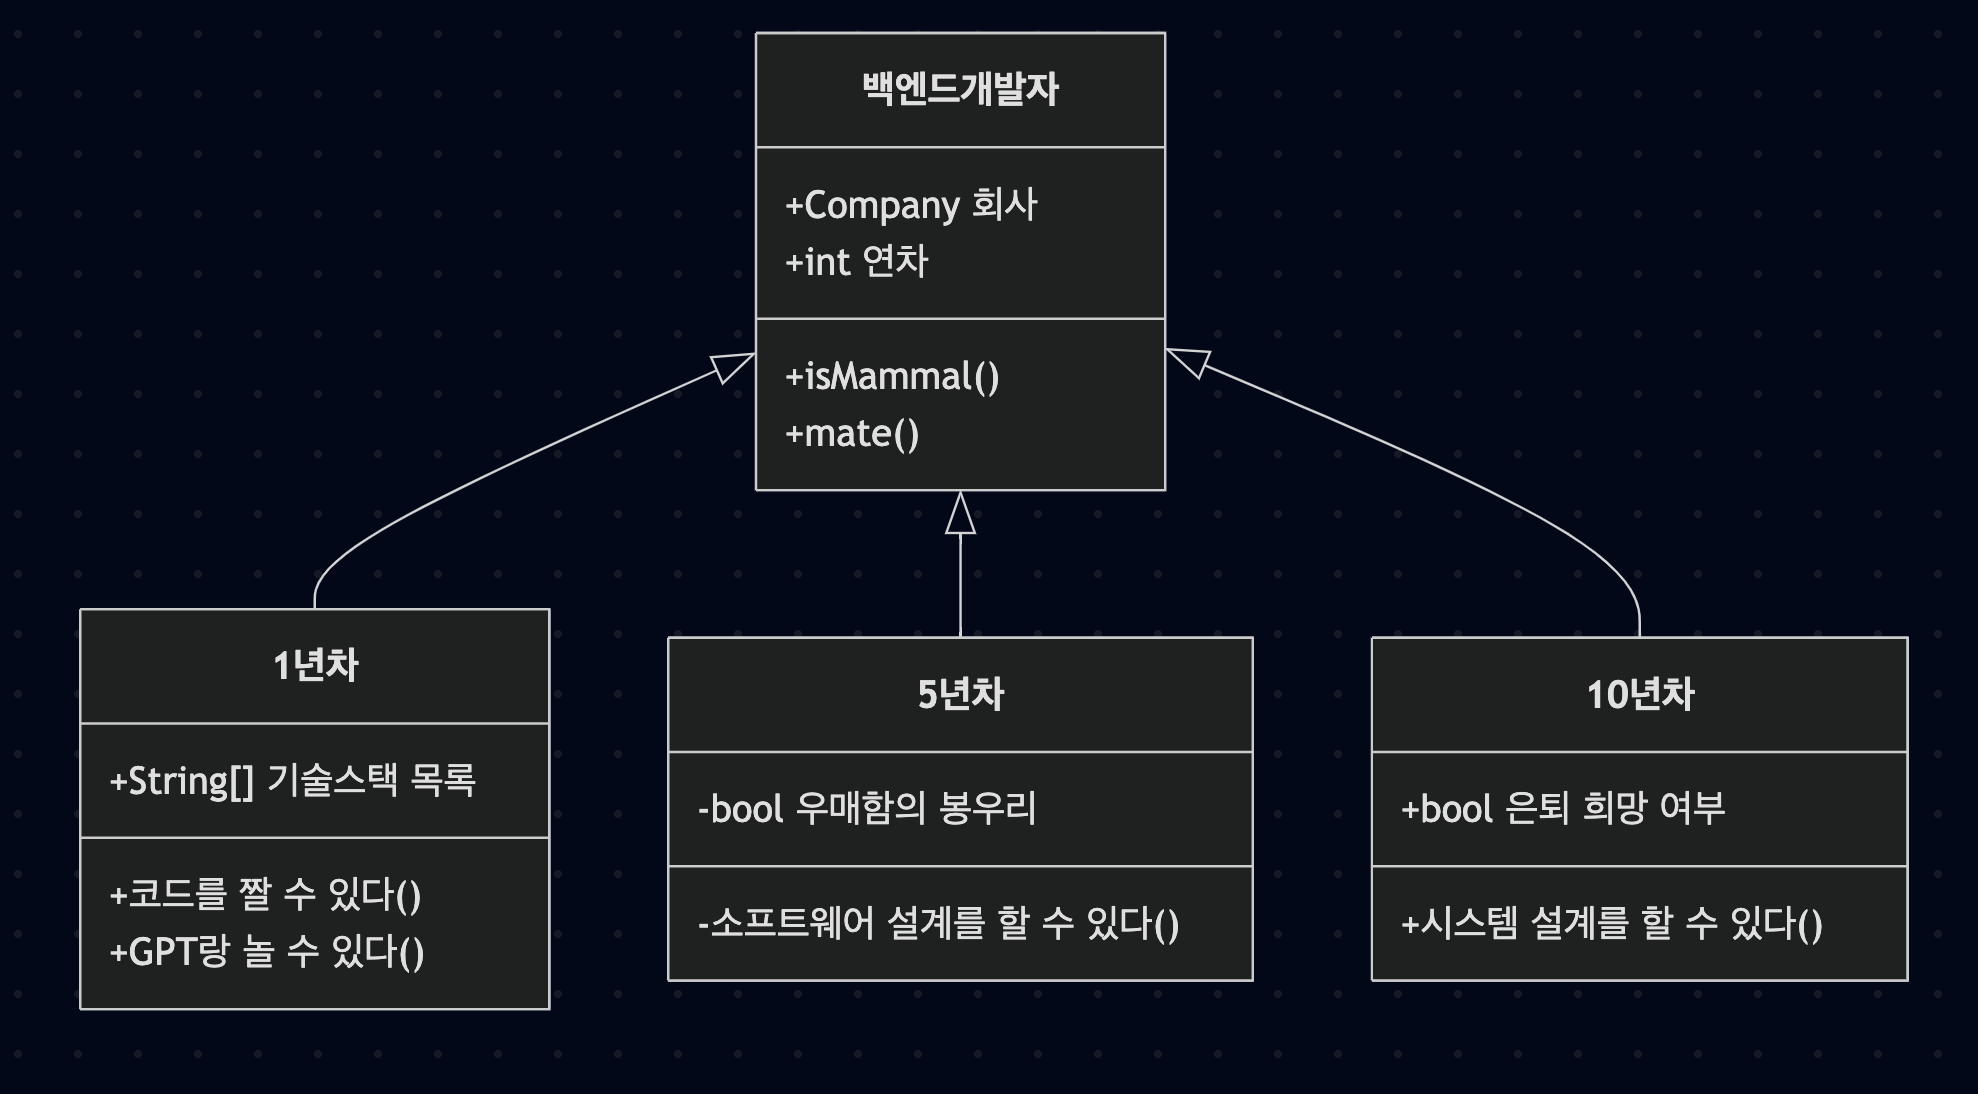 백엔드개발자
+Company 회사
+int 연차
+isMammal()
+mate()
1년차
+String[] 기술스택 목록
+코드를 짤 수 있다()
+GPT랑 놀 수 있다()
5년차
-bool 우매함의 봉우리
-소프트웨어 설계를 할 수 있다()
10년차
+bool 은퇴 희망 여부
+시스템 설계를 할 수 있다()